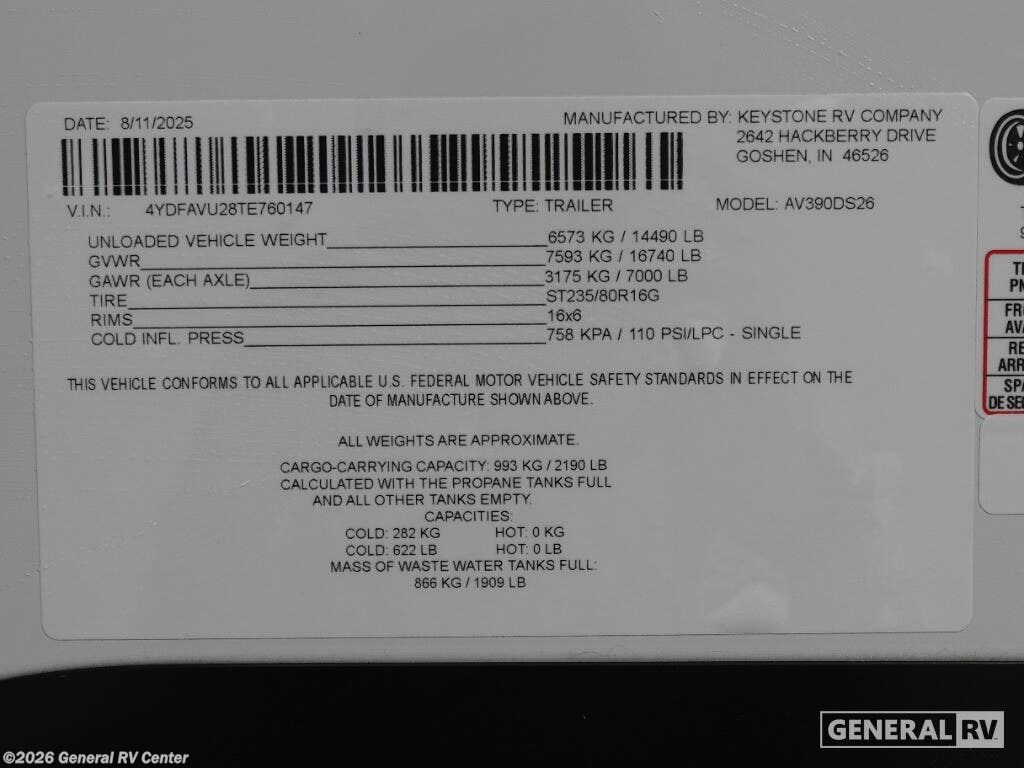 DATE: 8/11/2025
MANUFACTURED BY: KEYSTONE RV COMPANY
2642 HACKBERRY DRIVE
GOSHEN, IN 46526
V.I.N.: 4YDFAVU28TE760147 TYPE: TRAILER MODEL: AV390DS26
UNLOADED VEHICLE WEIGHT 6573 KG / 14490 LB
GVWR 7593 KG / 16740 LB
GAWR (EACH AXLE) 3175 KG / 7000 LB
TIRE ST235/80R16G
RIMS 16x6
COLD INFL. PRESS 758 KPA / 110 PSI/LPC - SINGLE
THIS VEHICLE CONFORMS TO ALL APPLICABLE U.S. FEDERAL MOTOR VEHICLE SAFETY STANDARDS IN EFFECT ON THE
DATE OF MANUFACTURE SHOWN ABOVE.
ALL WEIGHTS ARE APPROXIMATE.
CARGO-CARRYING CAPACITY: 993 KG / 2190 LB
CALCULATED WITH THE PROPANE TANKS FULL
AND ALL OTHER TANKS EMPTY.
CAPACITIES:
COLD: 282 KG HOT: 0 KG
COLD: 622 LB HOT: 0 LB
MASS OF WASTE WATER TANKS FULL:
866 KG / 1909 LB
GENERAL RV
©2026 General RV Center